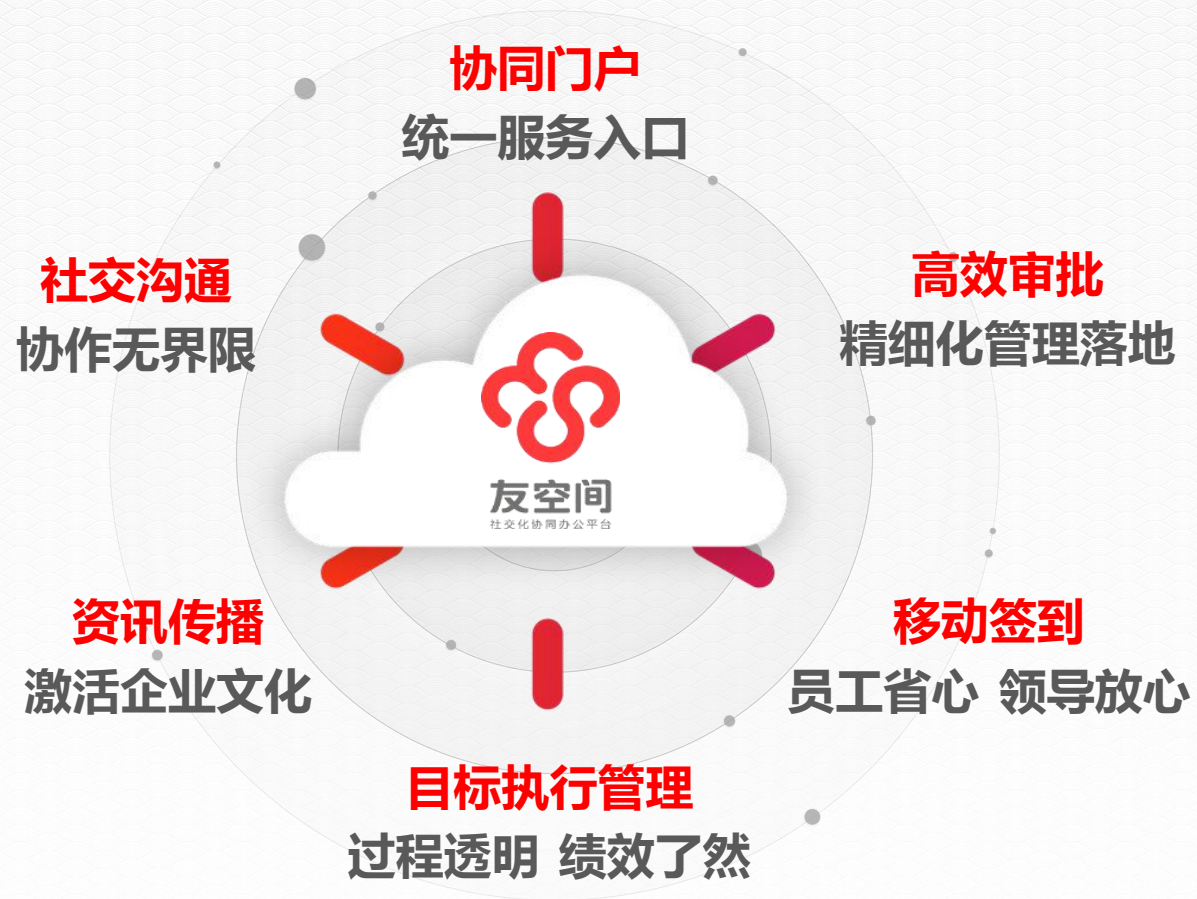 协同门户
统一服务入口
社交沟通
协作无界限
高效审批
精细化管理落地
友空间
社交化协同办公平台
资讯传播
激活企业文化
移动签到
员工省心 领导放心
目标执行管理
过程透明 绩效了然